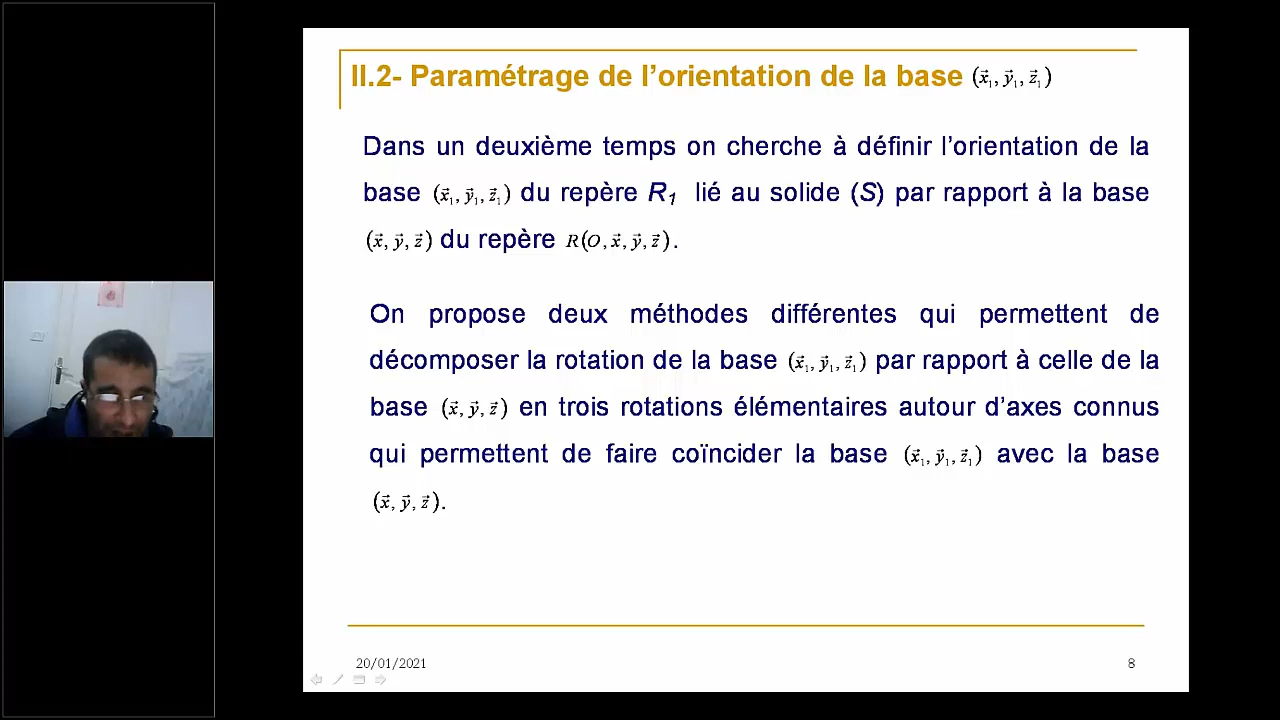 II.2- Paramétrage de l’orientation de la base (x⃗₁, y⃗₁, z⃗₁)
Dans un deuxième temps on cherche à définir l’orientation de la
base (x⃗₁, y⃗₁, z⃗₁) du repère R₁ lié au solide (S) par rapport à la base
(x⃗, y⃗, z⃗) du repère R(O, x⃗, y⃗, z⃗).
On propose deux méthodes différentes qui permettent de
décomposer la rotation de la base (x⃗₁, y⃗₁, z⃗₁) par rapport à celle de la
base (x⃗, y⃗, z⃗) en trois rotations élémentaires autour d’axes connus
qui permettent de faire coïncider la base (x⃗₁, y⃗₁, z⃗₁) avec la base
(x⃗, y⃗, z⃗).
20/01/2021
8